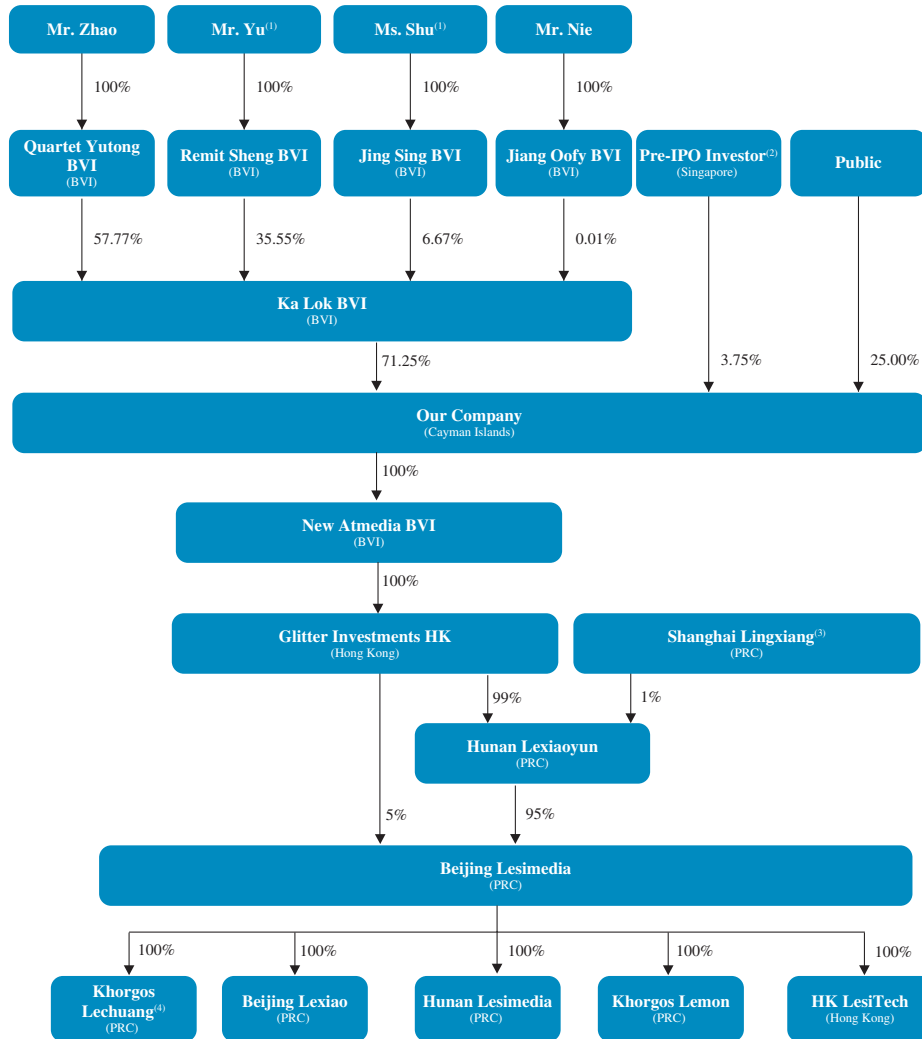 Mr. Zhao
Mr. Yu(1)
Ms. Shu(1)
Mr. Nie
100%
100%
100%
100%
Quartet Yutong
BVI
(BVI)
Remit Sheng BVI
(BVI)
Jing Sing BVI
(BVI)
Jiang Oofy BVI
(BVI)
Pre-IPO Investor(2)
(Singapore)
Public
57.77%
35.55%
6.67%
0.01%
Ka Lok BVI
(BVI)
71.25%
3.75%
25.00%
Our Company
(Cayman Islands)
100%
New Atmedia BVI
(BVI)
100%
Glitter Investments HK
(Hong Kong)
Shanghai Lingxiang(3)
(PRC)
99%
1%
Hunan Lexiaoyun
(PRC)
5%
95%
Beijing Lesimedia
(PRC)
100%
100%
100%
100%
100%
Khorgos
Lechuang(4)
(PRC)
Beijing Lexiao
(PRC)
Hunan Lesimedia
(PRC)
Khorgos Lemon
(PRC)
HK LesiTech
(Hong Kong)